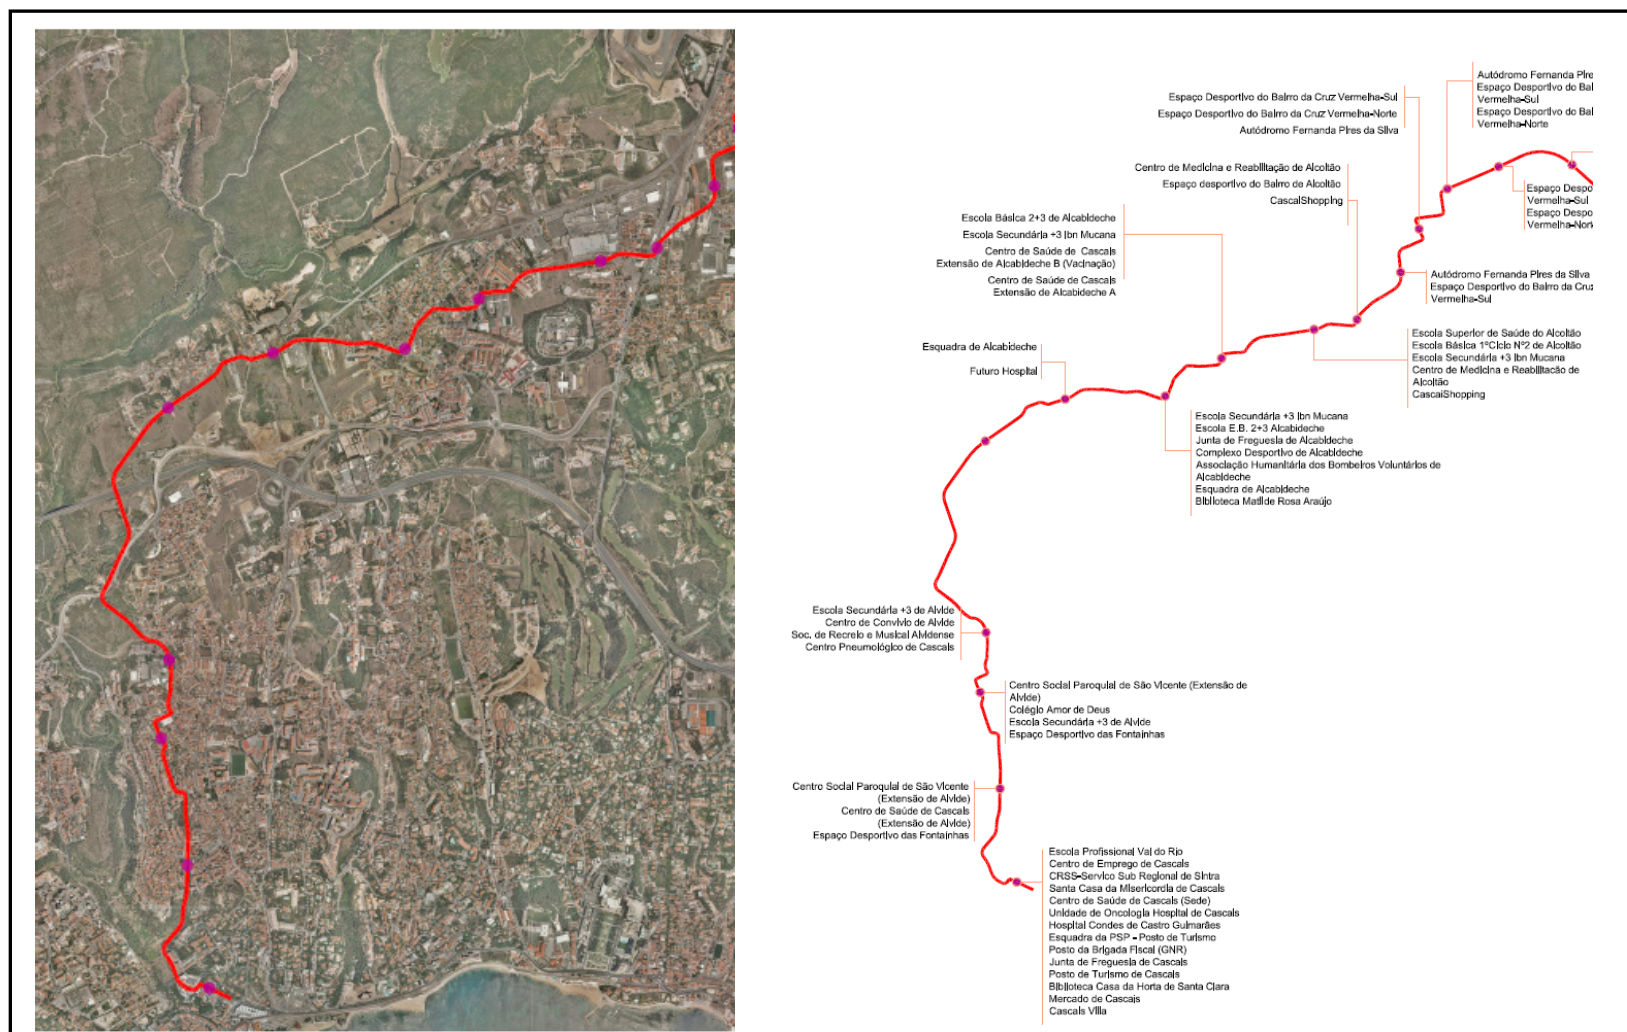 Autódromo Fernanda Pire
Espaço Desportivo do Bai
Vermelha-Sul
Espaço Desportivo do Bai
Vermelha-Norte
Espaço Desportivo do Bairro da Cruz Vermelha-Sul
Espaço Desportivo do Bairro da Cruz Vermelha-Norte
Autódromo Fernanda Pires da Silva
Centro de Medicina e Reabilitação de Alcoitão
Espaço desportivo do Bairro de Alcoitão
CascaiShopping
Espaço Despo
Vermelha-Sul
Espaço Despo
Vermelha-Nort
Escola Básica 2+3 de Alcabideche
Escola Secundária +3 Ibn Mucana
Centro de Saúde de Cascais
Extensão de Alcabideche B (Vacinação)
Centro de Saúde de Cascais
Extensão de Alcabideche A
Autódromo Fernanda Pires da Silva
Espaço Desportivo do Bairro da Cruz
Vermelha-Sul
Esquadra de Alcabideche
Futuro Hospital
Escola Superior de Saúde do Alcoitão
Escola Básica 1ºCiclo Nº2 de Alcoitão
Escola Secundária +3 Ibn Mucana
Centro de Medicina e Reabilitacão de
Alcoitão
CascaiShopping
Escola Secundária +3 Ibn Mucana
Escola E.B. 2+3 Alcabideche
Junta de Freguesia de Alcabideche
Complexo Desportivo de Alcabideche
Associação Humanitária dos Bombeiros Voluntários de
Alcabideche
Esquadra de Alcabideche
Biblioteca Matilde Rosa Araújo
Escola Secundária +3 de Alvide
Centro de Convívio de Alvide
Soc. de Recreio e Musical Alvidense
Centro Pneumológico de Cascais
Centro Social Paroquial de São Vicente (Extensão de
Alvide)
Colégio Amor de Deus
Escola Secundária +3 de Alvide
Espaço Desportivo das Fontaínhas
Centro Social Paroquial de São Vicente
(Extensão de Alvide)
Centro de Saúde de Cascais
(Extensão de Alvide)
Espaço Desportivo das Fontaínhas
Escola Profissional Val do Rio
Centro de Emprego de Cascais
CRSS-Servico Sub Regional de Sintra
Santa Casa da Misericordia de Cascais
Centro de Saúde de Cascais (Sede)
Unidade de Oncologia Hospital de Cascais
Hospital Condes de Castro Guimarães
Esquadra da PSP - Posto de Turismo
Posto da Brigada Fiscal (GNR)
Junta de Freguesia de Cascais
Posto de Turismo de Cascais
Biblioteca Casa da Horta de Santa Clara
Mercado de Cascais
Cascais Villa